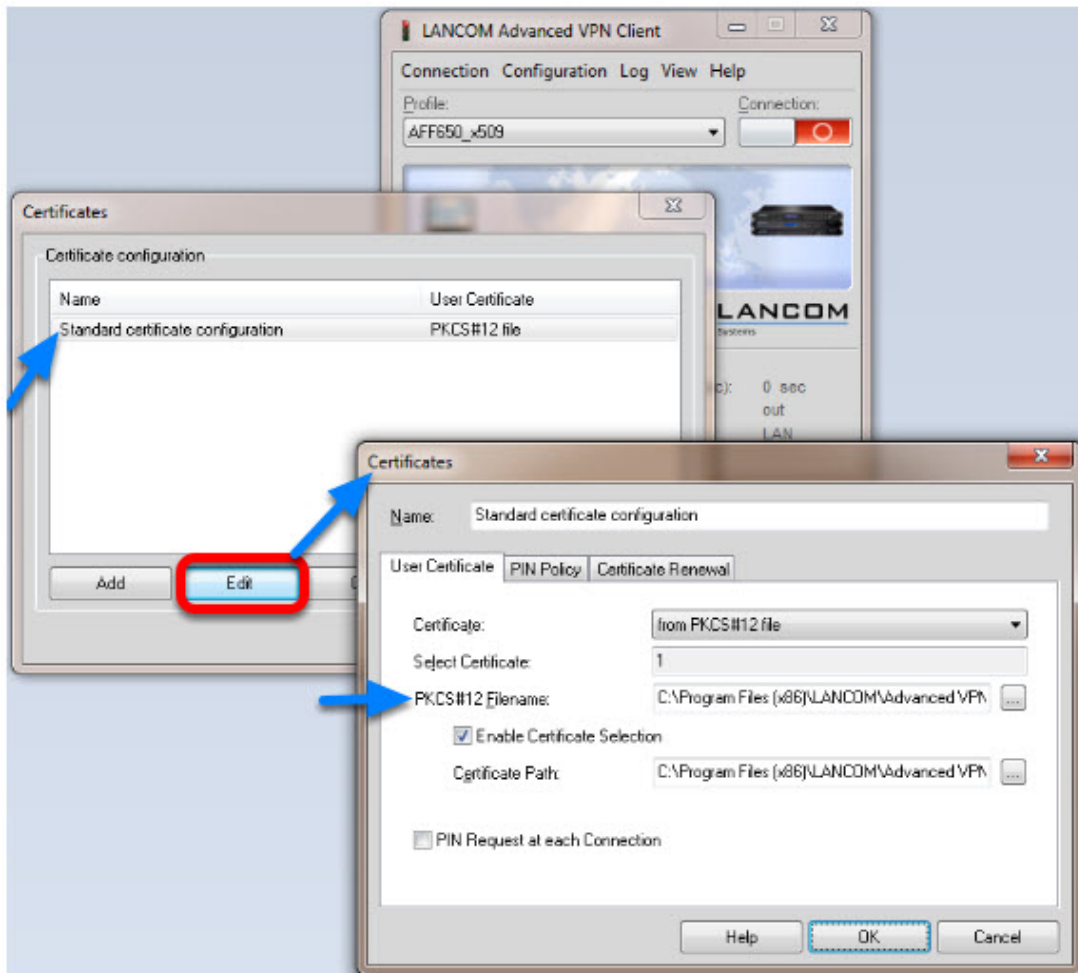 LANCOM Advanced VPN Client
Connection Configuration Log View Help
Profile: Connection:
AFF650_x509
LANCOM
Systems
c): 0 sec
out
LAN
Certificates
Certificate configuration
Name User Certificate
Standard certificate configuration PKCS#12 file
Add Edit
Certificates
Name: Standard certificate configuration
User Certificate PIN Policy Certificate Renewal
Certificate: from PKCS#12 file
Select Certificate: 1
PKCS#12 Filename: C:\Program Files (x86)\LANCOM\Advanced VPN ...
Enable Certificate Selection
Certificate Path: C:\Program Files (x86)\LANCOM\Advanced VPN ...
PIN Request at each Connection
Help OK Cancel